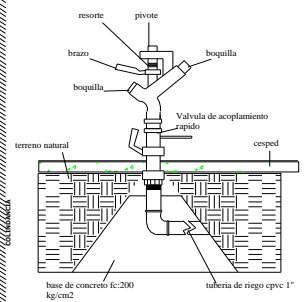 resorte
pivote
brazo
boquilla
boquilla
Valvula de acoplamiento
rapido
cesped
terreno natural
COLINDANCIA
base de concreto fc:200
kg/cm2
tuberia de riego cpvc 1"